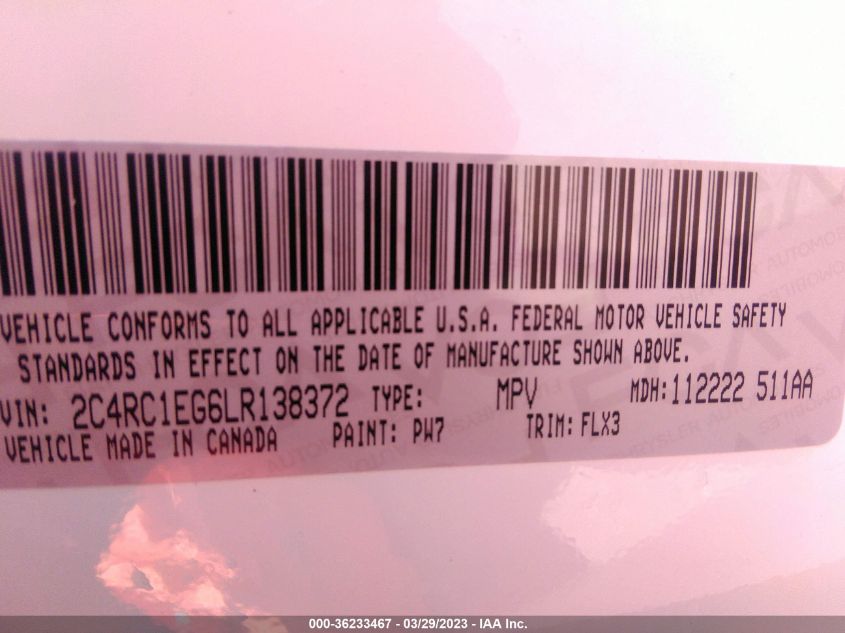 VEHICLE CONFORMS TO ALL APPLICABLE U.S.A. FEDERAL MOTOR VEHICLE SAFETY
STANDARDS IN EFFECT ON THE DATE OF MANUFACTURE SHOWN ABOVE.
VIN: 2C4RC1EG6LR138372 TYPE: MPV MDH: 112222 511AA
VEHICLE MADE IN CANADA PAINT: PW7 TRIM: FLX3
000-36233467 - 03/29/2023 - IAA Inc.